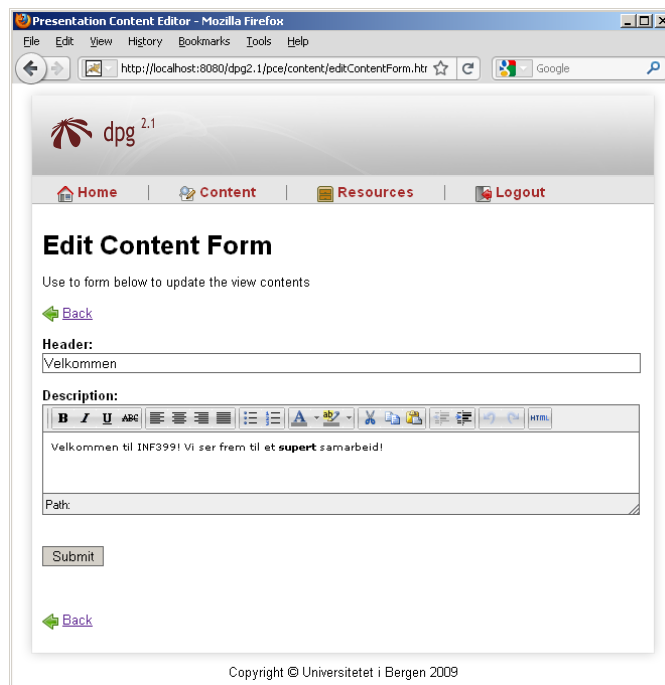 Presentation Content Editor - Mozilla Firefox
File Edit View History Bookmarks Tools Help
http://localhost:8080/dpg2.1/pce/content/editContentForm.htr
Google
dpg 2.1
Home | Content | Resources | Logout
Edit Content Form
Use to form below to update the view contents
Back
Header:
Velkommen
Description:
B I U ABC A ab HTML
Velkommen til INF399! Vi ser frem til et supert samarbeid!
Path:
Submit
Back
Copyright © Universitetet i Bergen 2009